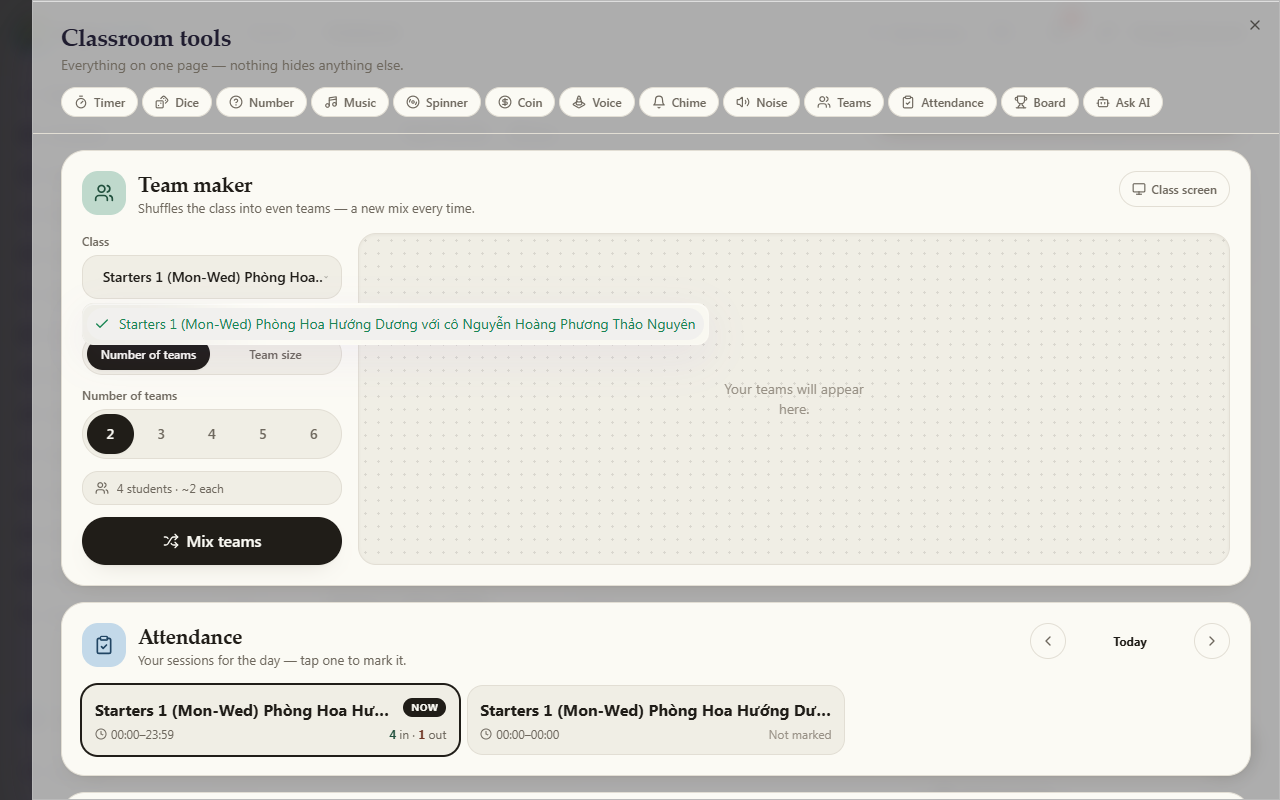 Classroom tools
Everything on one page — nothing hides anything else.
Timer
Dice
Number
Music
Spinner
Coin
Voice
Chime
Noise
Teams
Attendance
Board
Ask AI
Team maker
Shuffles the class into even teams — a new mix every time.
Class screen
Class
Starters 1 (Mon-Wed) Phòng Hoa..
Starters 1 (Mon-Wed) Phòng Hoa Hướng Dương với cô Nguyễn Hoàng Phương Thảo Nguyên
Number of teams
Team size
Number of teams
2 3 4 5 6
4 students · ~2 each
Mix teams
Your teams will appear
here.
Attendance
Your sessions for the day — tap one to mark it.
Today
Starters 1 (Mon-Wed) Phòng Hoa Hư... NOW
00:00–23:59 4 in · 1 out
Starters 1 (Mon-Wed) Phòng Hoa Hướng Dư...
00:00–00:00 Not marked